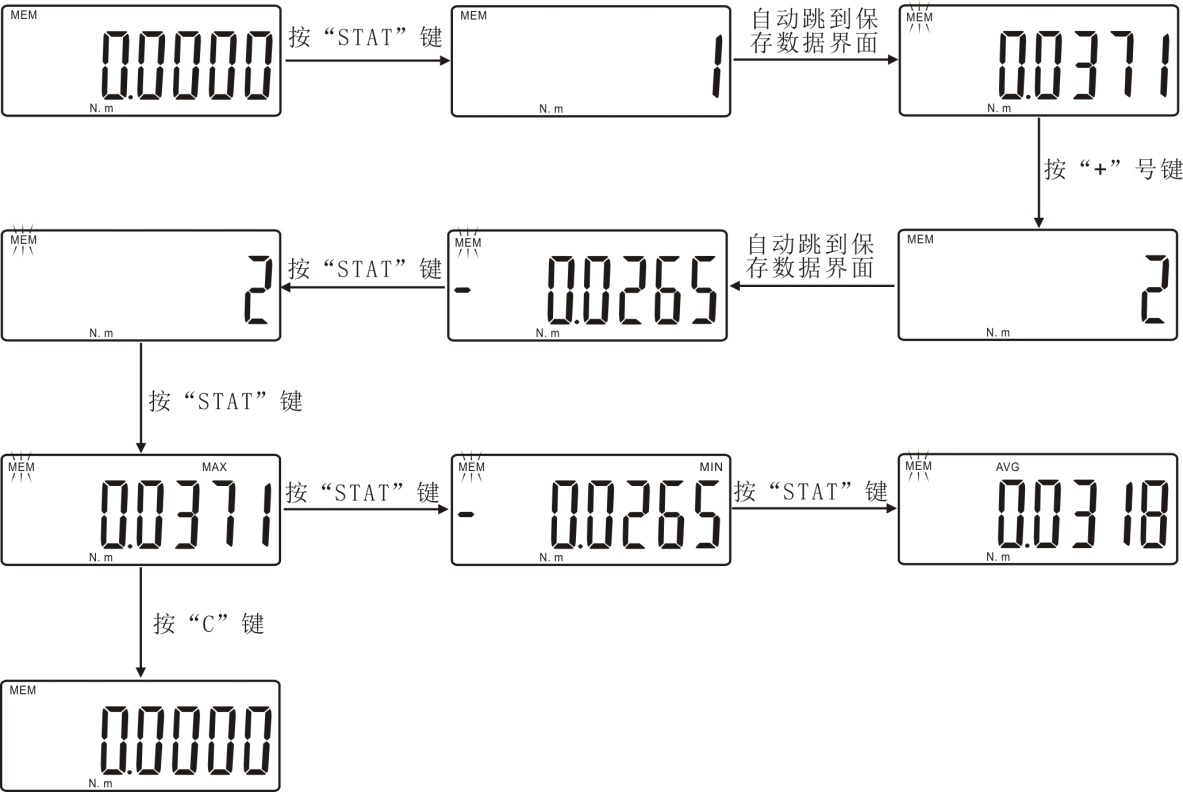 MEM
0.0000
N. m
按“STAT”键
MEM
1
N. m
自动跳到保
存数据界面
MEM
0.0371
N. m
按“+”号键
MEM
2
N. m
自动跳到保
存数据界面
MEM
- 0.0265
N. m
按“STAT”键
MEM
2
N. m
按“STAT”键
MEM MAX
0.0371
N. m
按“STAT”键
MEM MIN
- 0.0265
N. m
按“STAT”键
MEM AVG
0.0318
N. m
按“C”键
MEM
0.0000
N. m